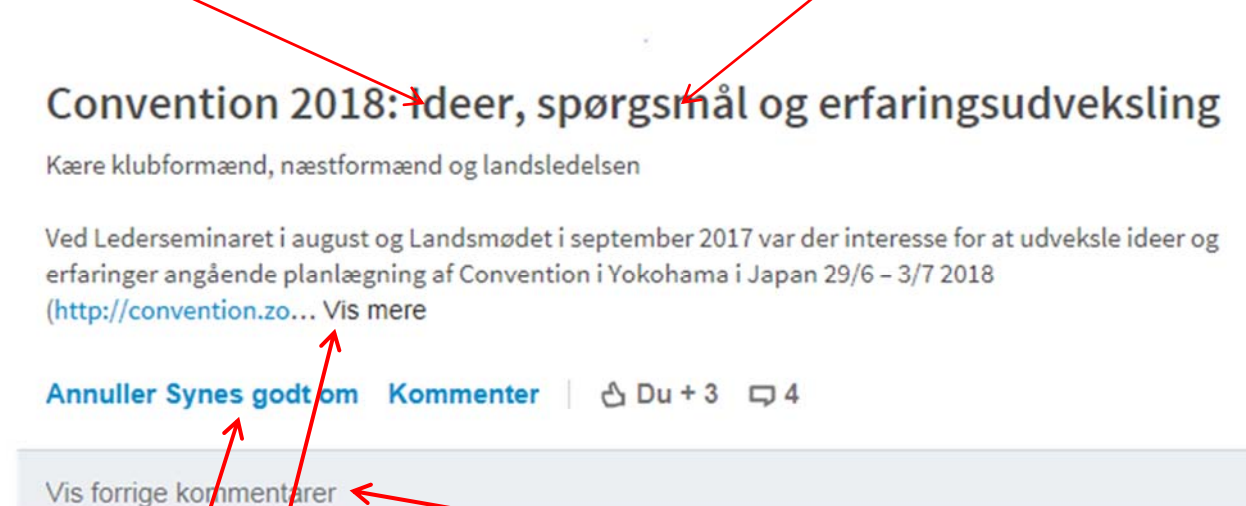 Convention 2018: Ideer, spørgsmål og erfaringsudveksling
Kære klubformænd, næstformænd og landsledelsen
Ved Lederseminaret i august og Landsmødet i september 2017 var der interesse for at udveksle ideer og
erfaringer angående planlægning af Convention i Yokohama i Japan 29/6 – 3/7 2018
(http://convention.zo… Vis mere
Annuller Synes godt om Kommenter Du + 3 4
Vis forrige kommentarer